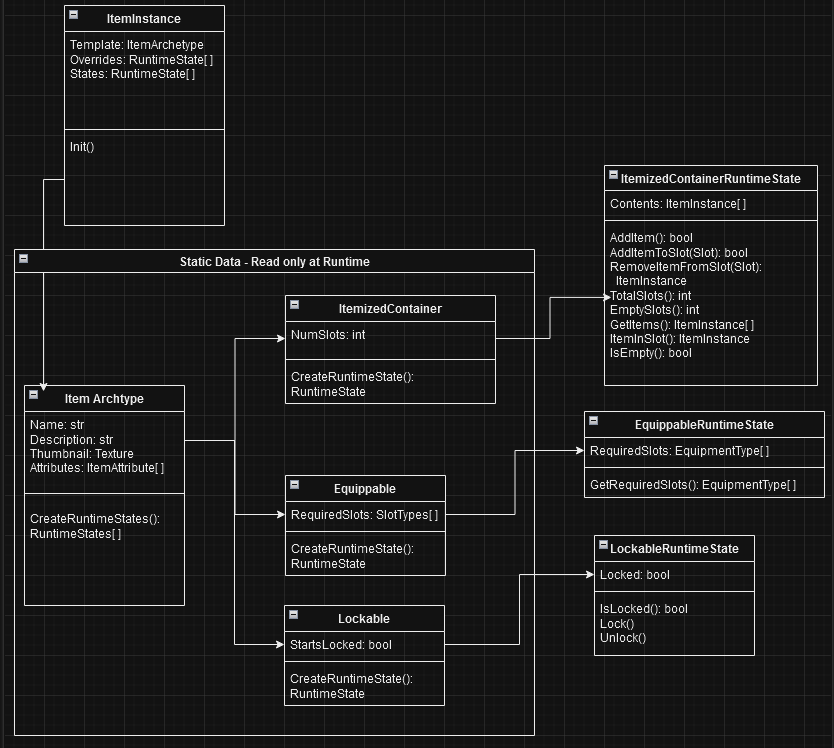 ItemInstance
Template: ItemArchetype
Overrides: RuntimeState[ ]
States: RuntimeState[ ]
Init()
Static Data - Read only at Runtime
Item Archtype
Name: str
Description: str
Thumbnail: Texture
Attributes: ItemAttribute[ ]
CreateRuntimeStates():
RuntimeStates[ ]
ItemizedContainer
NumSlots: int
CreateRuntimeState():
RuntimeState
Equippable
RequiredSlots: SlotTypes[ ]
CreateRuntimeState():
RuntimeState
Lockable
StartsLocked: bool
CreateRuntimeState():
RuntimeState
ItemizedContainerRuntimeState
Contents: ItemInstance[ ]
AddItem(): bool
AddItemToSlot(Slot): bool
RemoveItemFromSlot(Slot):
ItemInstance
TotalSlots(): int
EmptySlots(): int
GetItems(): ItemInstance[ ]
ItemInSlot(): ItemInstance
IsEmpty(): bool
EquippableRuntimeState
RequiredSlots: EquipmentType[ ]
GetRequiredSlots(): EquipmentType[ ]
LockableRuntimeState
Locked: bool
IsLocked(): bool
Lock()
Unlock()